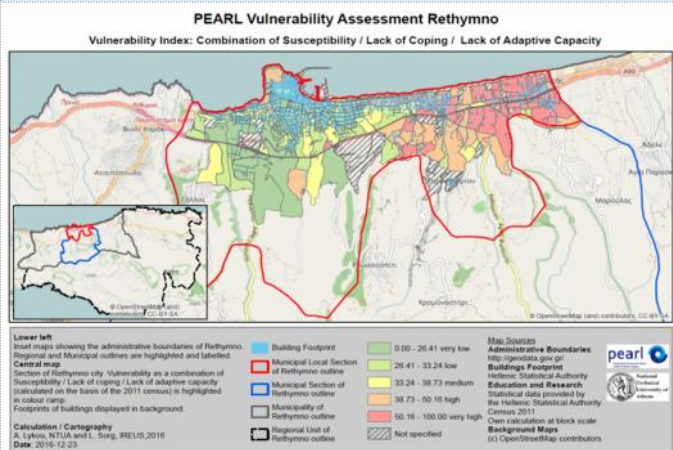 PEARL Vulnerability Assessment Rethymno
Vulnerability Index: Combination of Susceptibility / Lack of Coping / Lack of Adaptive Capacity
Γάλλος
Μαρουλάς
Χρομοναστήρι
© OpenStreetMap (and) contributors, CC-BY-SA
Lower left
Inset maps showing the administrative boundaries of Rethymno.
Regional and Municipal outlines are highlighted and labelled.
Central map
Section of Rethymno city. Vulnerability as a combination of
Susceptibility / Lack of coping / Lack of adaptive capacity
(calculated on the basis of the 2011 census) is highlighted
in colour ramp.
Footprints of buildings displayed in background.
Calculation / Cartography
A. Lykou, NTUA and L. Sorg, IREUS,2016
Date: 2016-12-23
Building Footprint
Municipal Local Section
of Rethymno outline
Municipal Section of
Rethymno outline
Municipality of
Rethymno outline
Regional Unit of
Rethymno outline
0.00 - 26.41 very low
26.41 - 33.24 low
33.24 - 38.73 medium
38.73 - 50.16 high
50.16 - 100.00 very high
Not specified
Map Sources
Administrative Boundaries
http://geodata.gov.gr/
Buildings Footprint
Hellenic Statistical Authority
Education and Research
Statistical data provided by
the Hellenic Statistical Authority
Census 2011
Own calculation at block scale
Background Maps
(c) OpenStreetMap contributors
pearl
National
Technical
University of
Athens